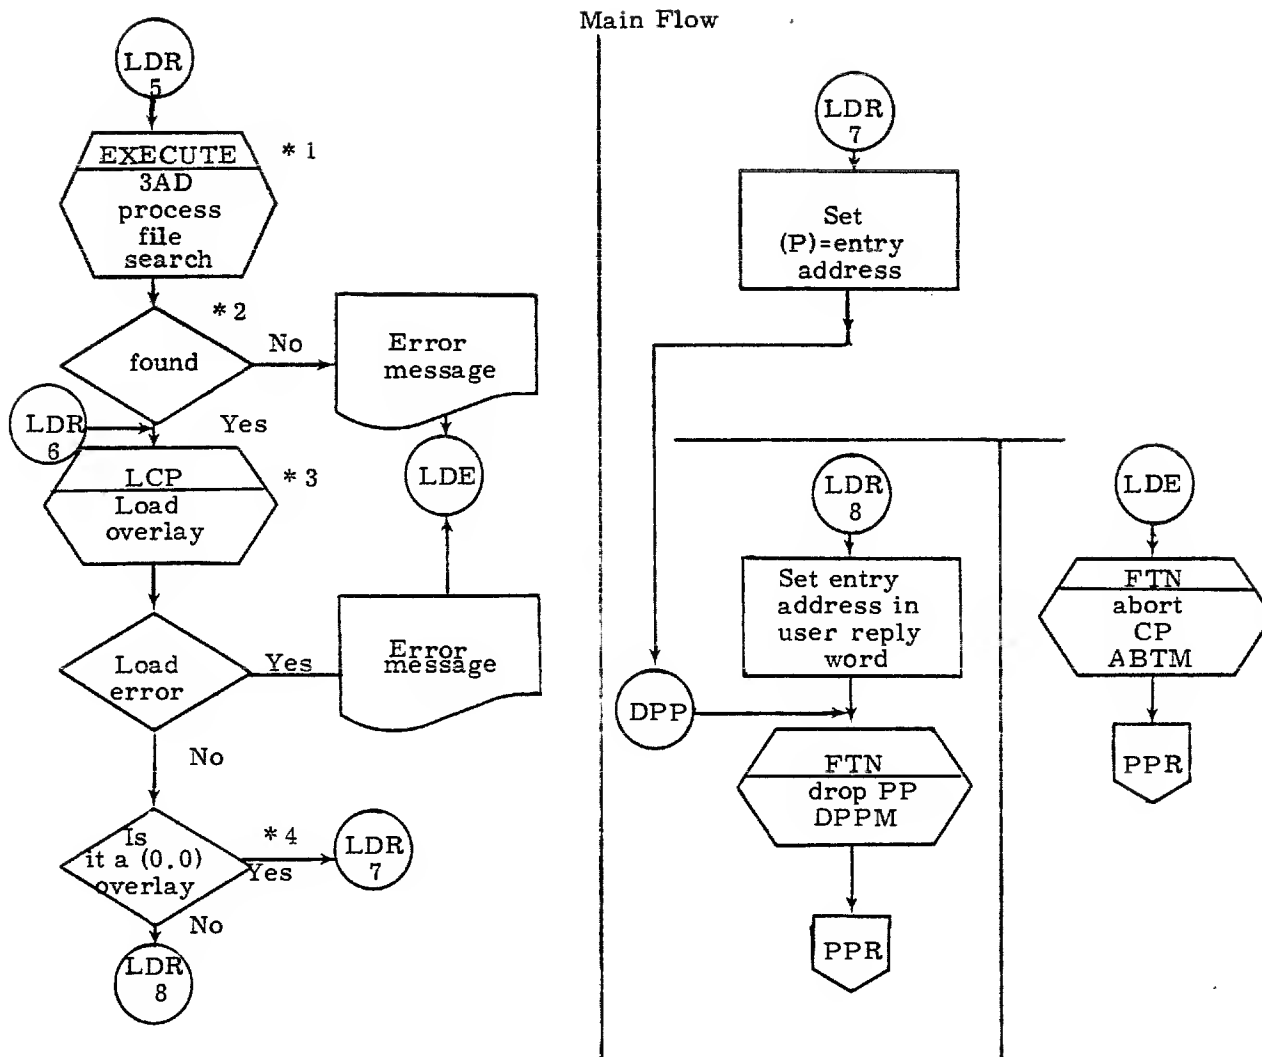 Main Flow
LDR
5
EXECUTE
* 1
3AD
process
file
search
* 2
found
No
Error
message
LDR
6
Yes
LDE
LCP
* 3
Load
overlay
Load
error
Yes
Error
message
No
Is
it a (0.0)
overlay
* 4
Yes
LDR
7
No
LDR
8
LDR
7
Set
(P)=entry
address
LDR
8
Set entry
address in
user reply
word
DPP
FTN
drop PP
DPPM
PPR
LDE
FTN
abort
CP
ABTM
PPR